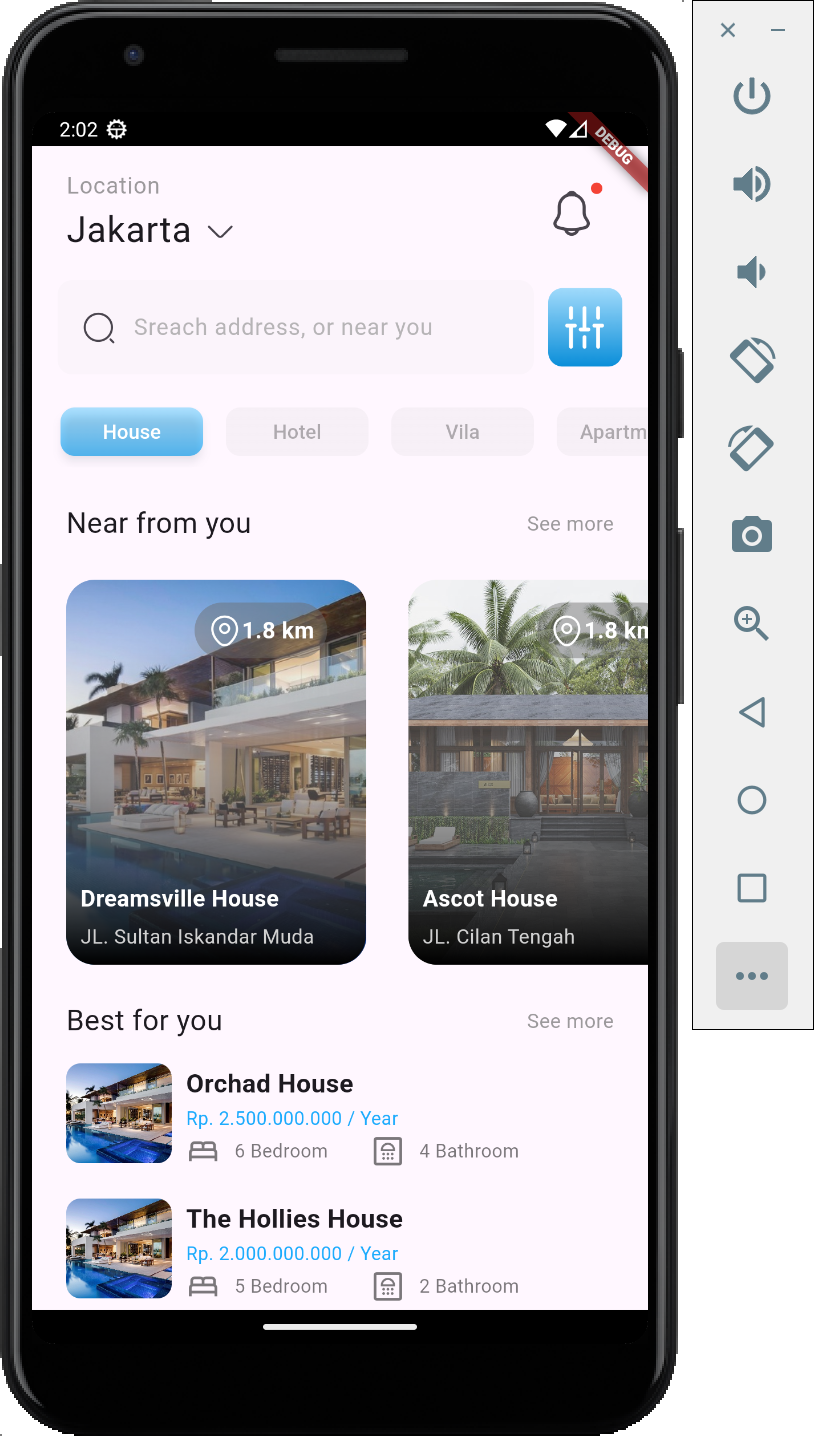 2:02
DEBUG
Location
Jakarta
Sreach address, or near you
House Hotel Vila Apartm
Near from you See more
1.8 km 1.8 km
Dreamsville House Ascot House
JL. Sultan Iskandar Muda JL. Cilan Tengah
Best for you See more
Orchad House
Rp. 2.500.000.000 / Year
6 Bedroom 4 Bathroom
The Hollies House
Rp. 2.000.000.000 / Year
5 Bedroom 2 Bathroom